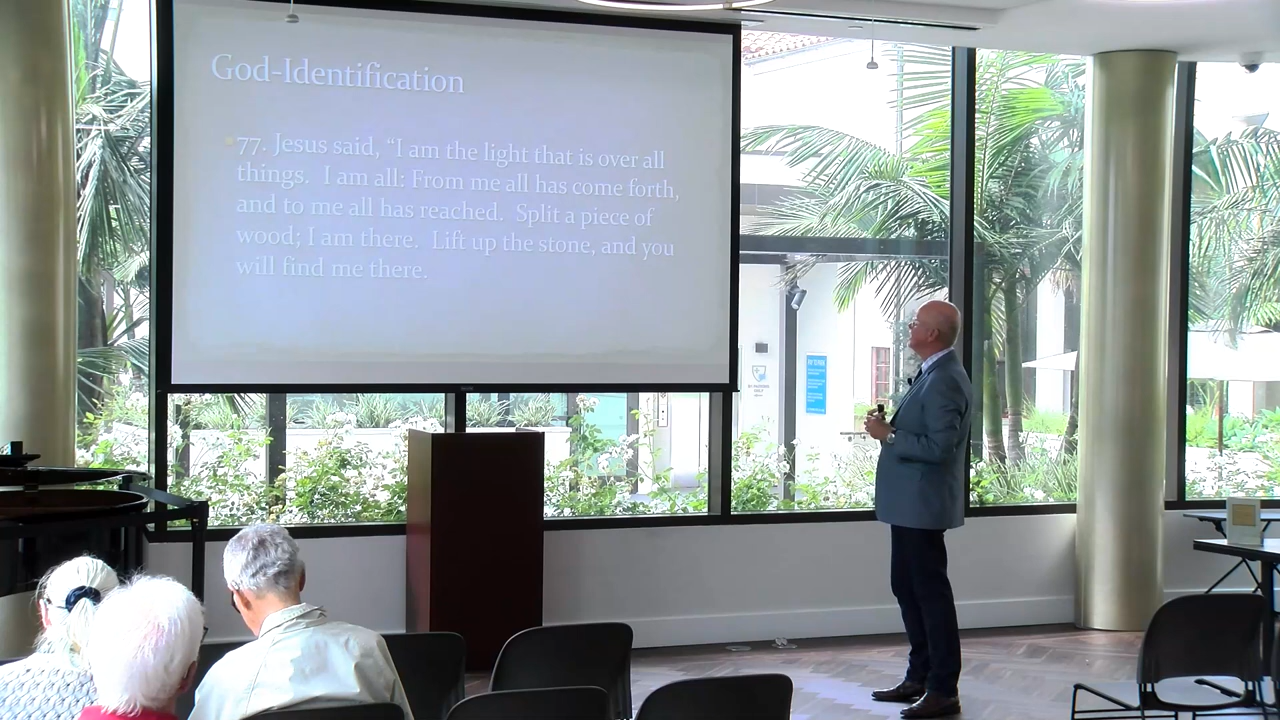 God-Identification
77. Jesus said, “I am the light that is over all
things.  I am all: From me all has come forth,
and to me all has reached.  Split a piece of
wood; I am there.  Lift up the stone, and you
will find me there.